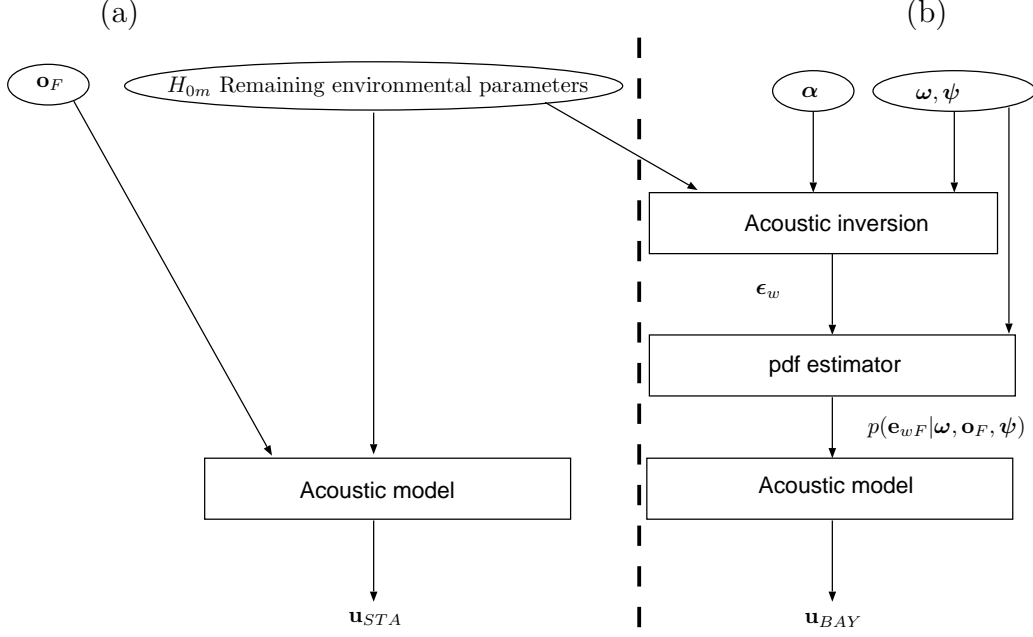 (a)
(b)
𝐨_F
H_{0m} Remaining environmental parameters
𝜶
𝝎, 𝝍
Acoustic inversion
𝝐_w
pdf estimator
p(𝐞_{wF}|𝝎, 𝐨_F, 𝝍)
Acoustic model
Acoustic model
𝐮_{STA}
𝐮_{BAY}